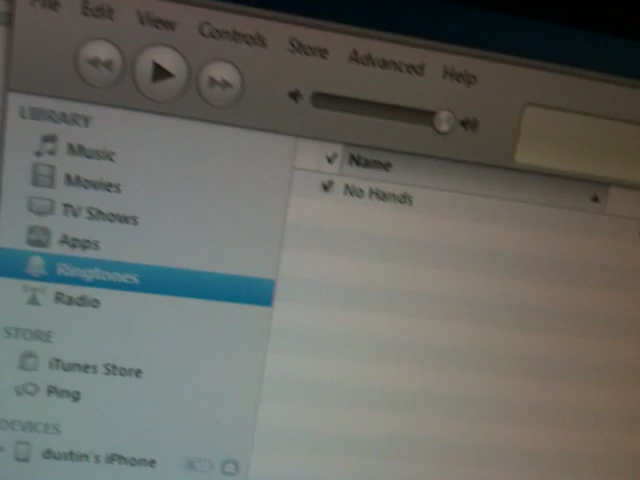 File Edit View Controls Store Advanced Help
LIBRARY
Music
Movies
TV Shows
Apps
Ringtones
Radio
STORE
iTunes Store
Ping
DEVICES
dustin's iPhone
Name
No Hands